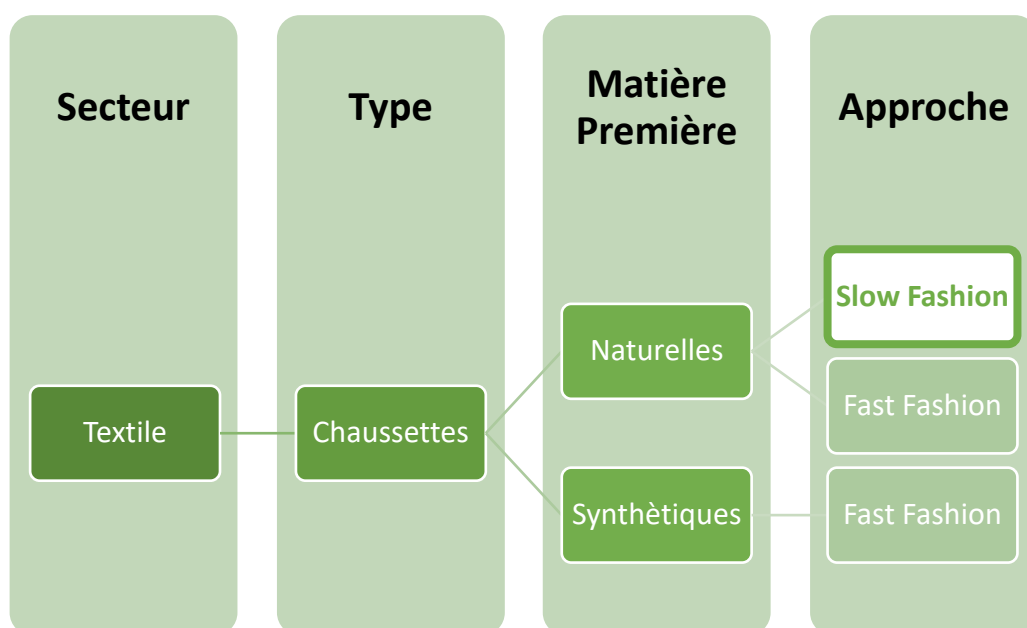 Secteur
Type
Matière
Première
Approche
Textile
Chaussettes
Naturelles
Synthètiques
Slow Fashion
Fast Fashion
Fast Fashion